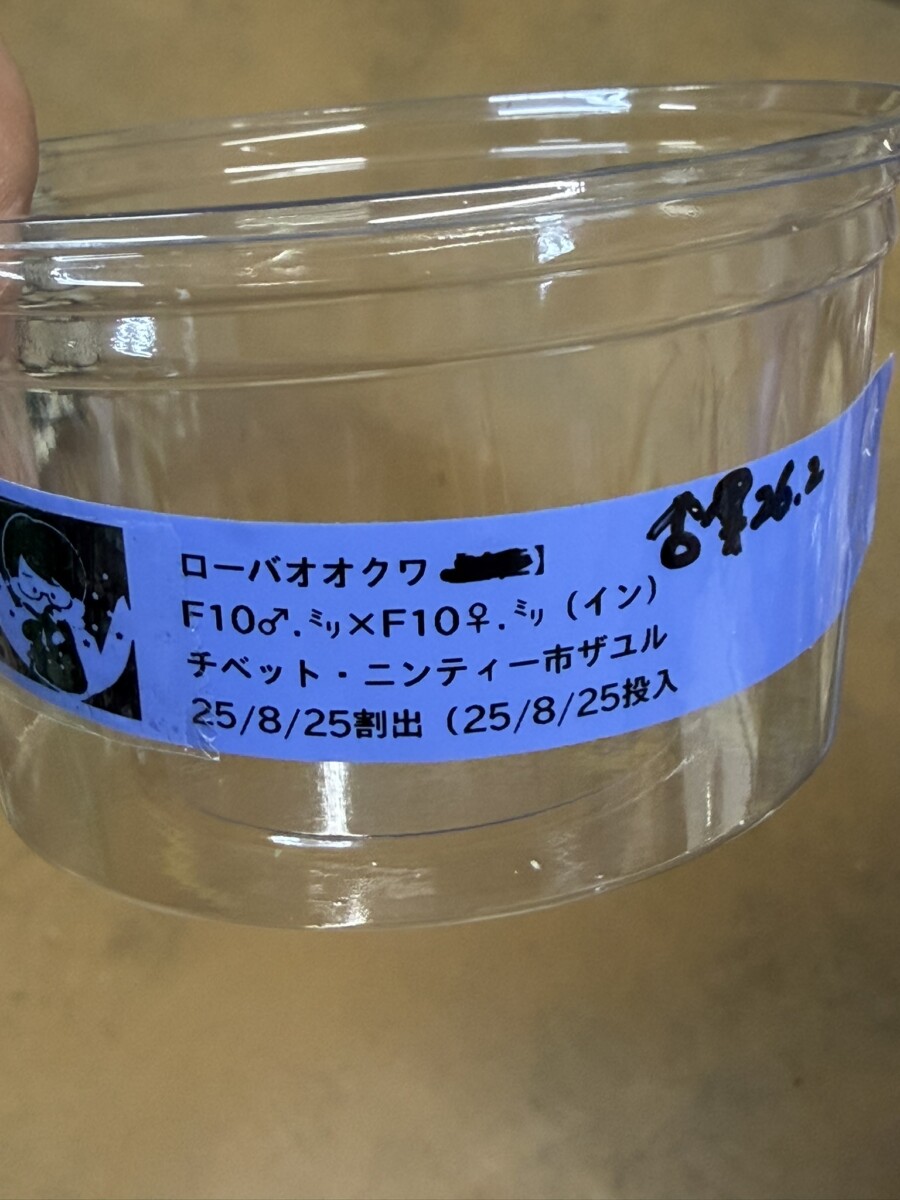 ローバオオクワ 】
F10♂.㍉×F10♀.㍉（イン）
チベット・ニンティー市ザユル
25/8/25割出（25/8/25投入
26.2